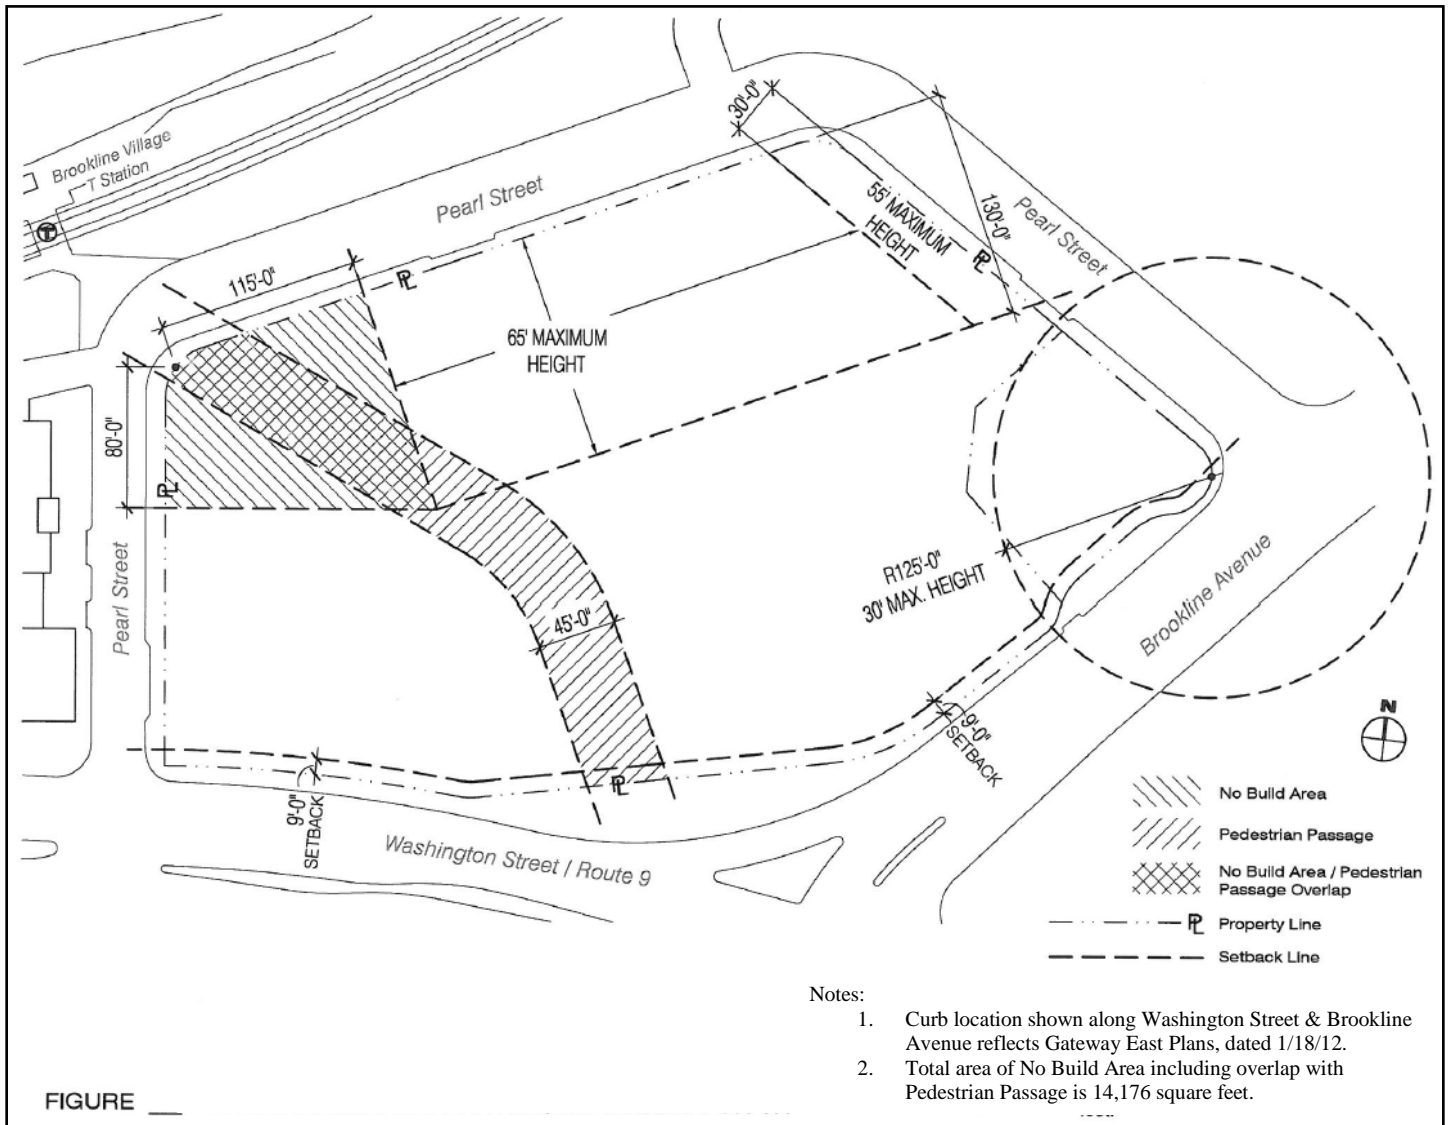 30'-0"
Brookline Village
T Station
T
Pearl Street
55' MAXIMUM
HEIGHT
130'-0"
Pearl Street
PL
115'-0"
PL
65' MAXIMUM
HEIGHT
80'-0"
PL
Pearl Street
R125'-0"
30' MAX. HEIGHT
Brookline Avenue
45'-0"
9'-0"
SETBACK
N
PL
9'-0"
SETBACK
Washington Street / Route 9
No Build Area
Pedestrian Passage
No Build Area / Pedestrian
Passage Overlap
PL Property Line
Setback Line
Notes:
1. Curb location shown along Washington Street & Brookline
Avenue reflects Gateway East Plans, dated 1/18/12.
2. Total area of No Build Area including overlap with
Pedestrian Passage is 14,176 square feet.
FIGURE